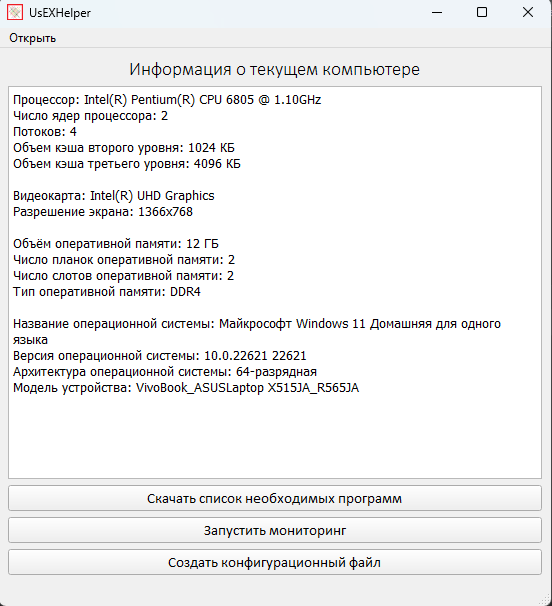 UsEXHelper
Открыть
Информация о текущем компьютере
Процессор: Intel(R) Pentium(R) CPU 6805 @ 1.10GHz
Число ядер процессора: 2
Потоков: 4
Объем кэша второго уровня: 1024 КБ
Объем кэша третьего уровня: 4096 КБ
Видеокарта: Intel(R) UHD Graphics
Разрешение экрана: 1366x768
Объём оперативной памяти: 12 ГБ
Число планок оперативной памяти: 2
Число слотов оперативной памяти: 2
Тип оперативной памяти: DDR4
Название операционной системы: Майкрософт Windows 11 Домашняя для одного
языка
Версия операционной системы: 10.0.22621 22621
Архитектура операционной системы: 64-разрядная
Модель устройства: VivoBook_ASUSLaptop X515JA_R565JA
Скачать список необходимых программ
Запустить мониторинг
Создать конфигурационный файл